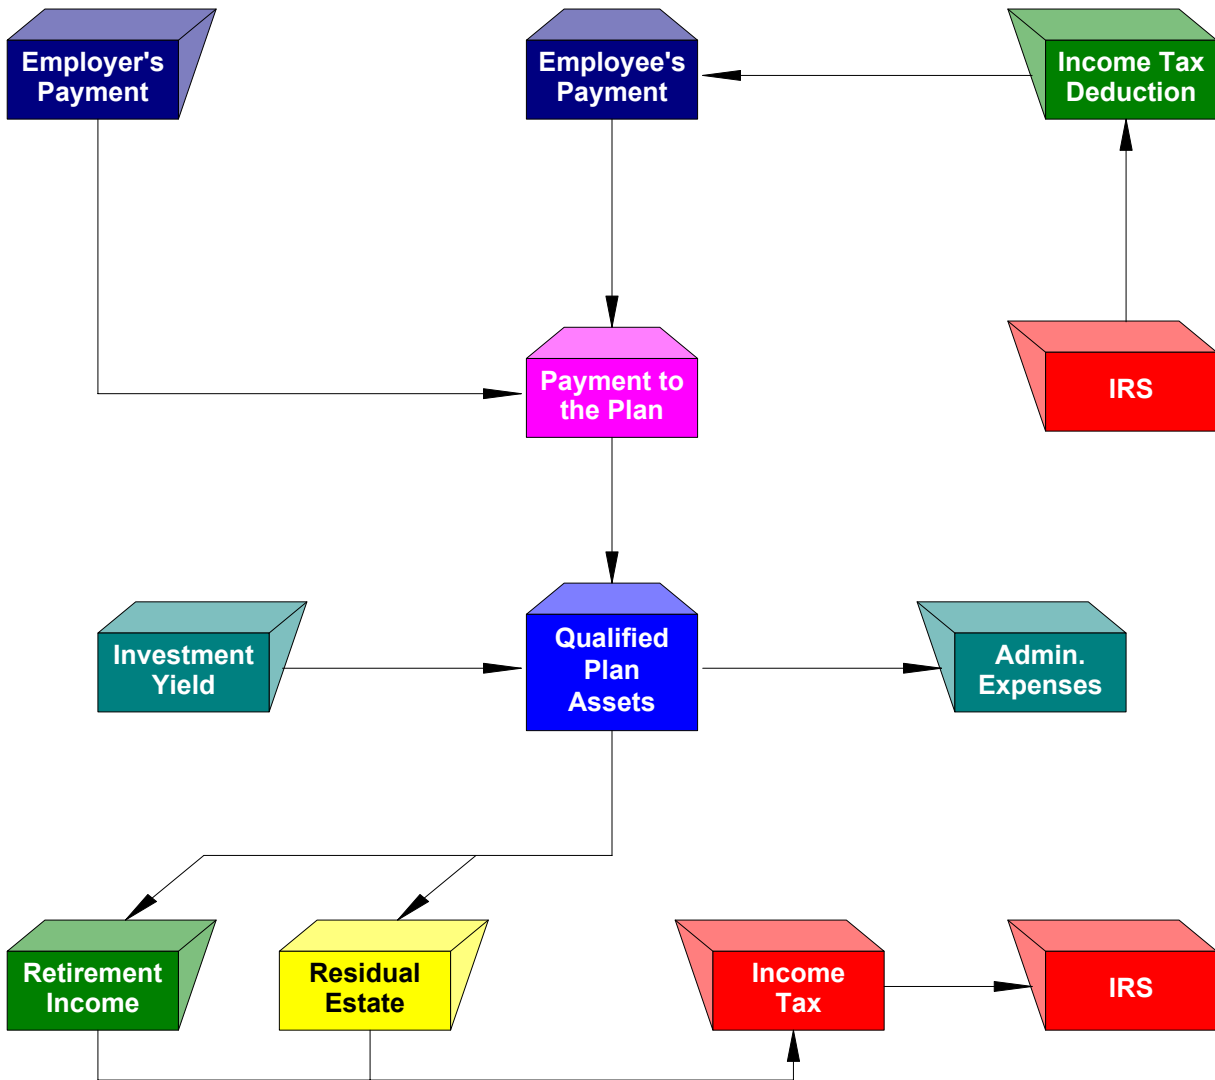 Employer's
Payment
Employee's
Payment
Income Tax
Deduction
Payment to
the Plan
IRS
Investment
Yield
Qualified
Plan
Assets
Admin.
Expenses
Retirement
Income
Residual
Estate
Income
Tax
IRS